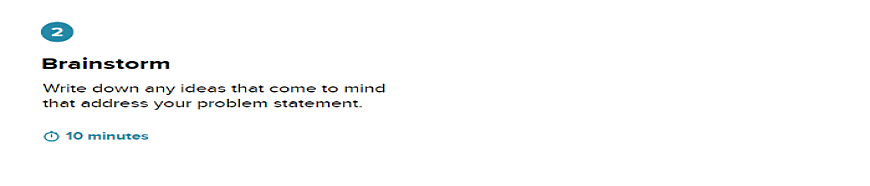 2
Brainstorm
Write down any ideas that come to mind
that address your problem statement.
10 minutes